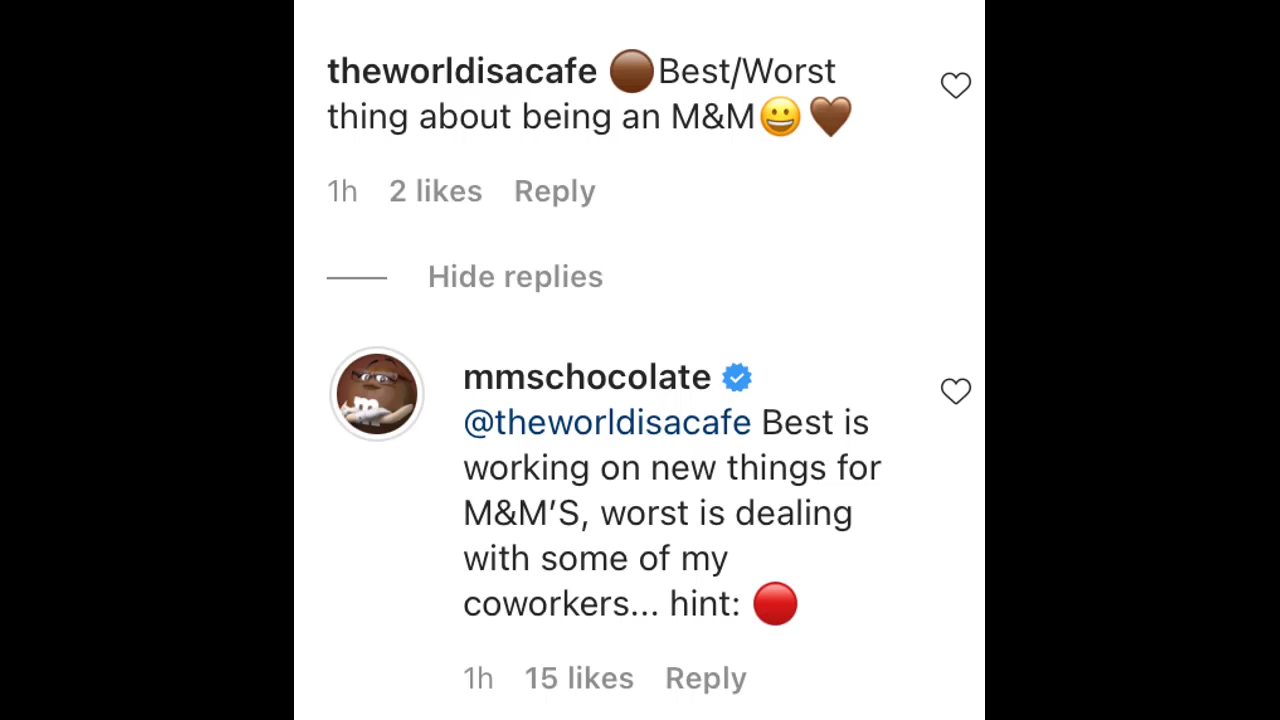 theworldisacafe 🟤Best/Worst
thing about being an M&M😀🤎
1h 2 likes Reply
Hide replies
mmschocolate
@theworldisacafe Best is
working on new things for
M&M’S, worst is dealing
with some of my
coworkers... hint: 🔴
1h 15 likes Reply